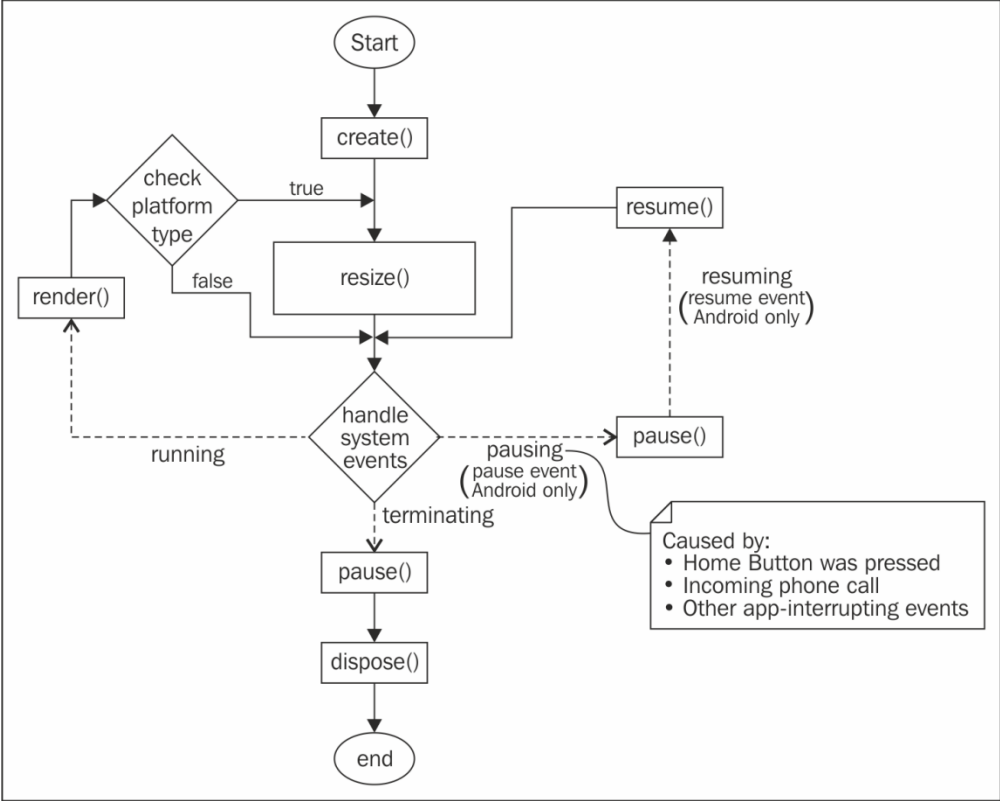 Start
create()
check
platform
type
true
resume()
render()
false
resize()
resuming
(resume event
Android only)
handle
system
events
pause()
running
pausing
(pause event
Android only)
terminating
Caused by:
• Home Button was pressed
• Incoming phone call
• Other app-interrupting events
pause()
dispose()
end